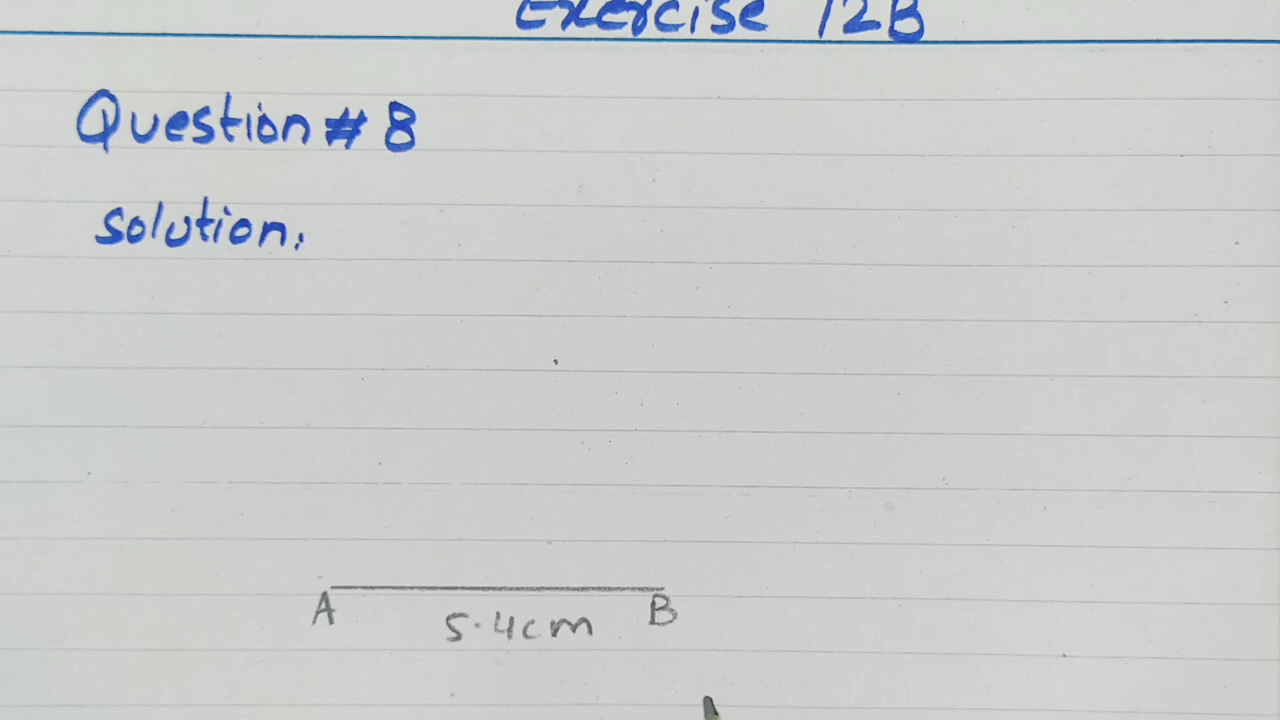 Exercise 12B
Question # 8
Solution:
A B
5.4cm